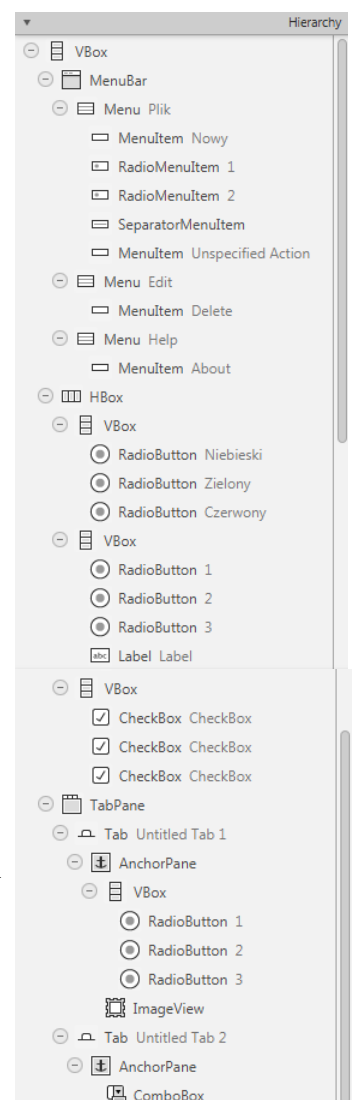 Hierarchy
VBox
MenuBar
Menu Plik
MenuItem Nowy
RadioMenuItem 1
RadioMenuItem 2
SeparatorMenuItem
MenuItem Unspecified Action
Menu Edit
MenuItem Delete
Menu Help
MenuItem About
HBox
VBox
RadioButton Niebieski
RadioButton Zielony
RadioButton Czerwony
VBox
RadioButton 1
RadioButton 2
RadioButton 3
abc Label Label
VBox
CheckBox CheckBox
CheckBox CheckBox
CheckBox CheckBox
TabPane
Tab Untitled Tab 1
AnchorPane
VBox
RadioButton 1
RadioButton 2
RadioButton 3
ImageView
Tab Untitled Tab 2
AnchorPane
ComboBox